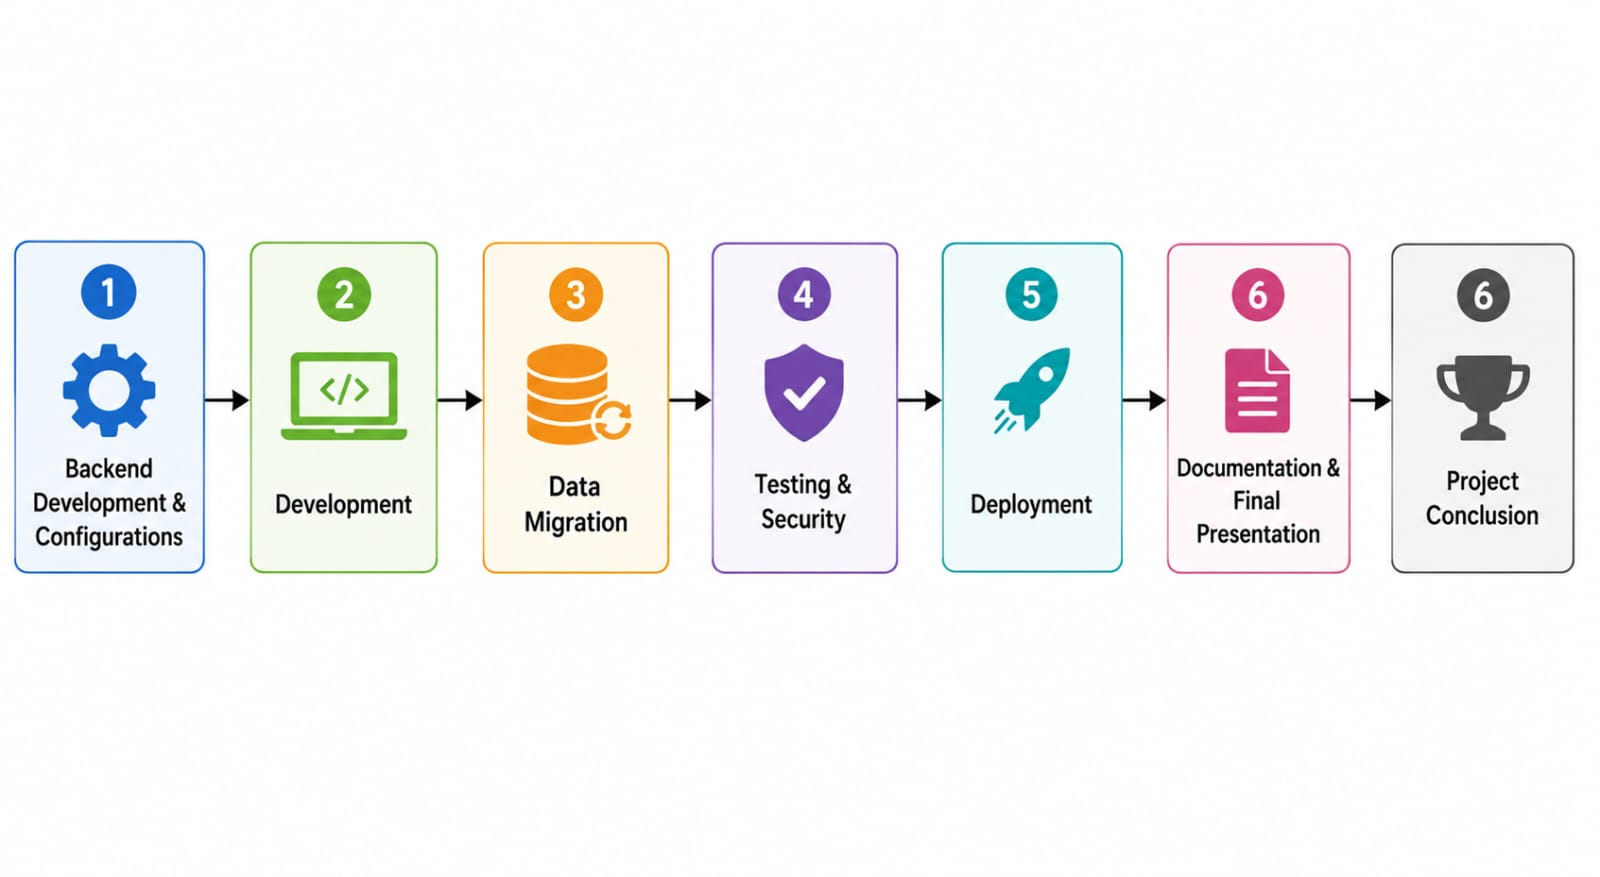 1
Backend
Development &
Configurations
2
</>
Development
3
Data
Migration
4
Testing &
Security
5
Deployment
6
Documentation &
Final
Presentation
6
Project
Conclusion